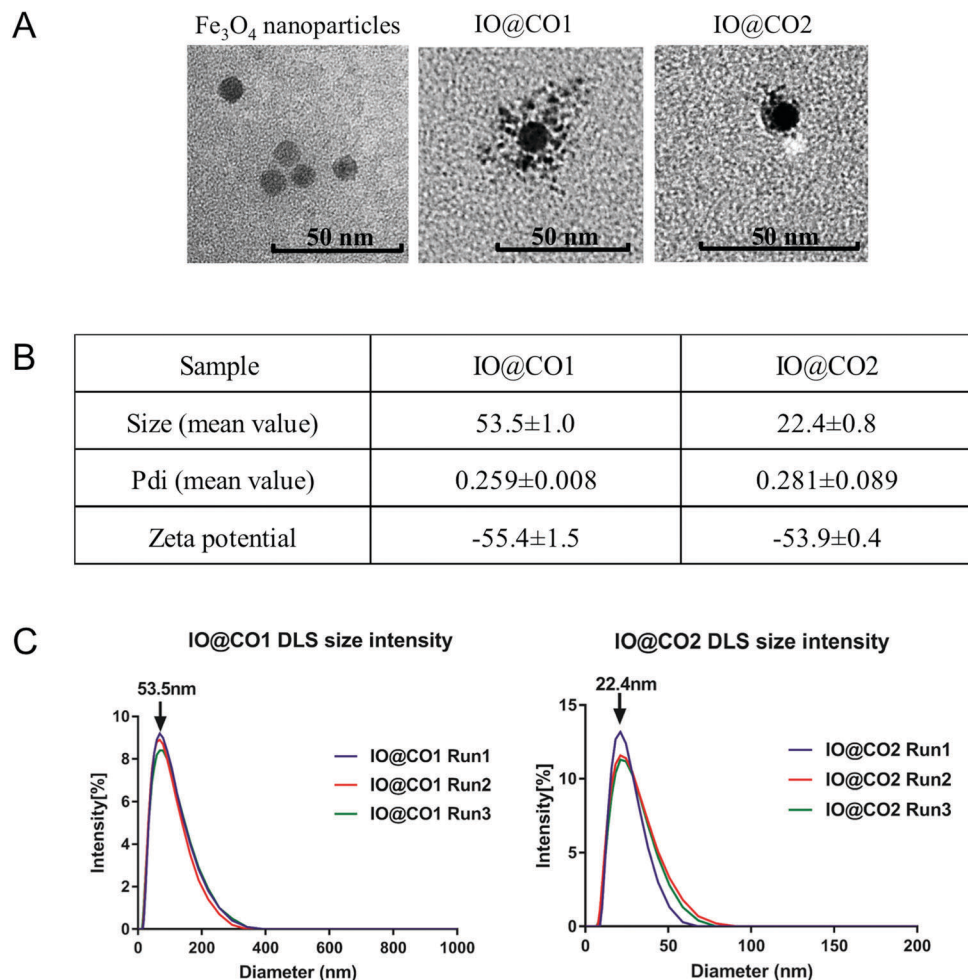 A
Fe₃O₄ nanoparticles IO@CO1 IO@CO2
50 nm 50 nm 50 nm
B
Sample IO@CO1 IO@CO2
Size (mean value) 53.5±1.0 22.4±0.8
Pdi (mean value) 0.259±0.008 0.281±0.089
Zeta potential -55.4±1.5 -53.9±0.4
C
IO@CO1 DLS size intensity
53.5nm
10
8
6
4
2
0
Intensity[%]
IO@CO1 Run1
IO@CO1 Run2
IO@CO1 Run3
0 200 400 600 800 1000
Diameter (nm)
IO@CO2 DLS size intensity
22.4nm
15
10
5
0
Intensity[%]
IO@CO2 Run1
IO@CO2 Run2
IO@CO2 Run3
0 50 100 150 200
Diameter (nm)